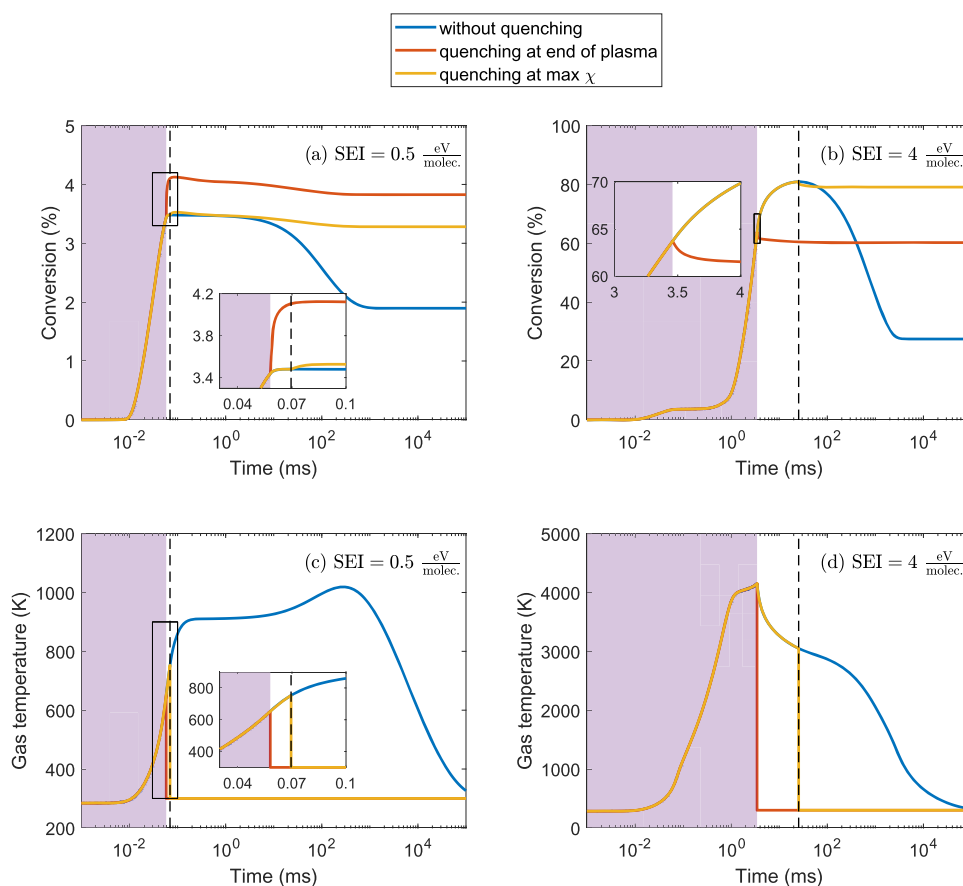 without quenching
quenching at end of plasma
quenching at max χ
(a) SEI = 0.5 eV/molec.
Conversion (%)
5
4
3
2
1
0
4.2
3.8
3.4
0.04 0.07 0.1
10^-2 10^0 10^2 10^4
Time (ms)
(b) SEI = 4 eV/molec.
Conversion (%)
100
80
60
40
20
0
70
65
60
3 3.5 4
10^-2 10^0 10^2 10^4
Time (ms)
(c) SEI = 0.5 eV/molec.
Gas temperature (K)
1200
1000
800
600
400
200
800
600
400
0.04 0.07 0.1
10^-2 10^0 10^2 10^4
Time (ms)
(d) SEI = 4 eV/molec.
Gas temperature (K)
5000
4000
3000
2000
1000
0
10^-2 10^0 10^2 10^4
Time (ms)